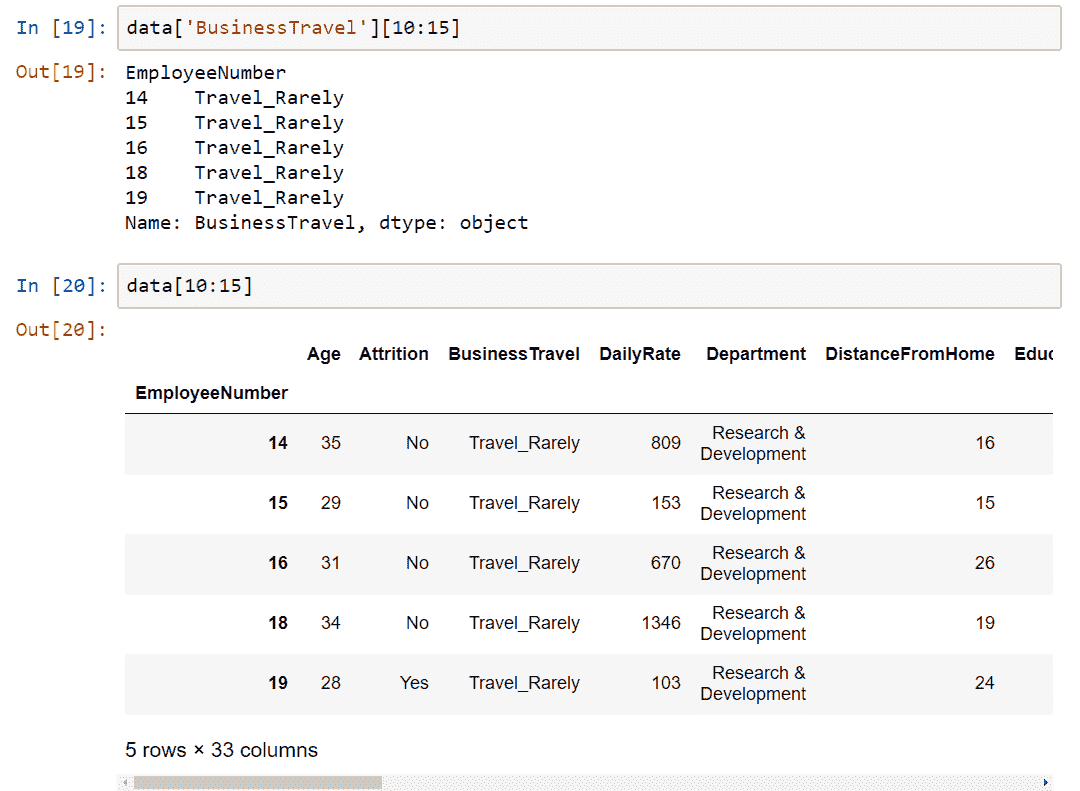 In [19]: data['BusinessTravel'][10:15]
Out[19]: EmployeeNumber
14 Travel_Rarely
15 Travel_Rarely
16 Travel_Rarely
18 Travel_Rarely
19 Travel_Rarely
Name: BusinessTravel, dtype: object
In [20]: data[10:15]
Out[20]:
Age Attrition BusinessTravel DailyRate Department DistanceFromHome Educ
EmployeeNumber
14 35 No Travel_Rarely 809 Research & Development 16
15 29 No Travel_Rarely 153 Research & Development 15
16 31 No Travel_Rarely 670 Research & Development 26
18 34 No Travel_Rarely 1346 Research & Development 19
19 28 Yes Travel_Rarely 103 Research & Development 24
5 rows × 33 columns